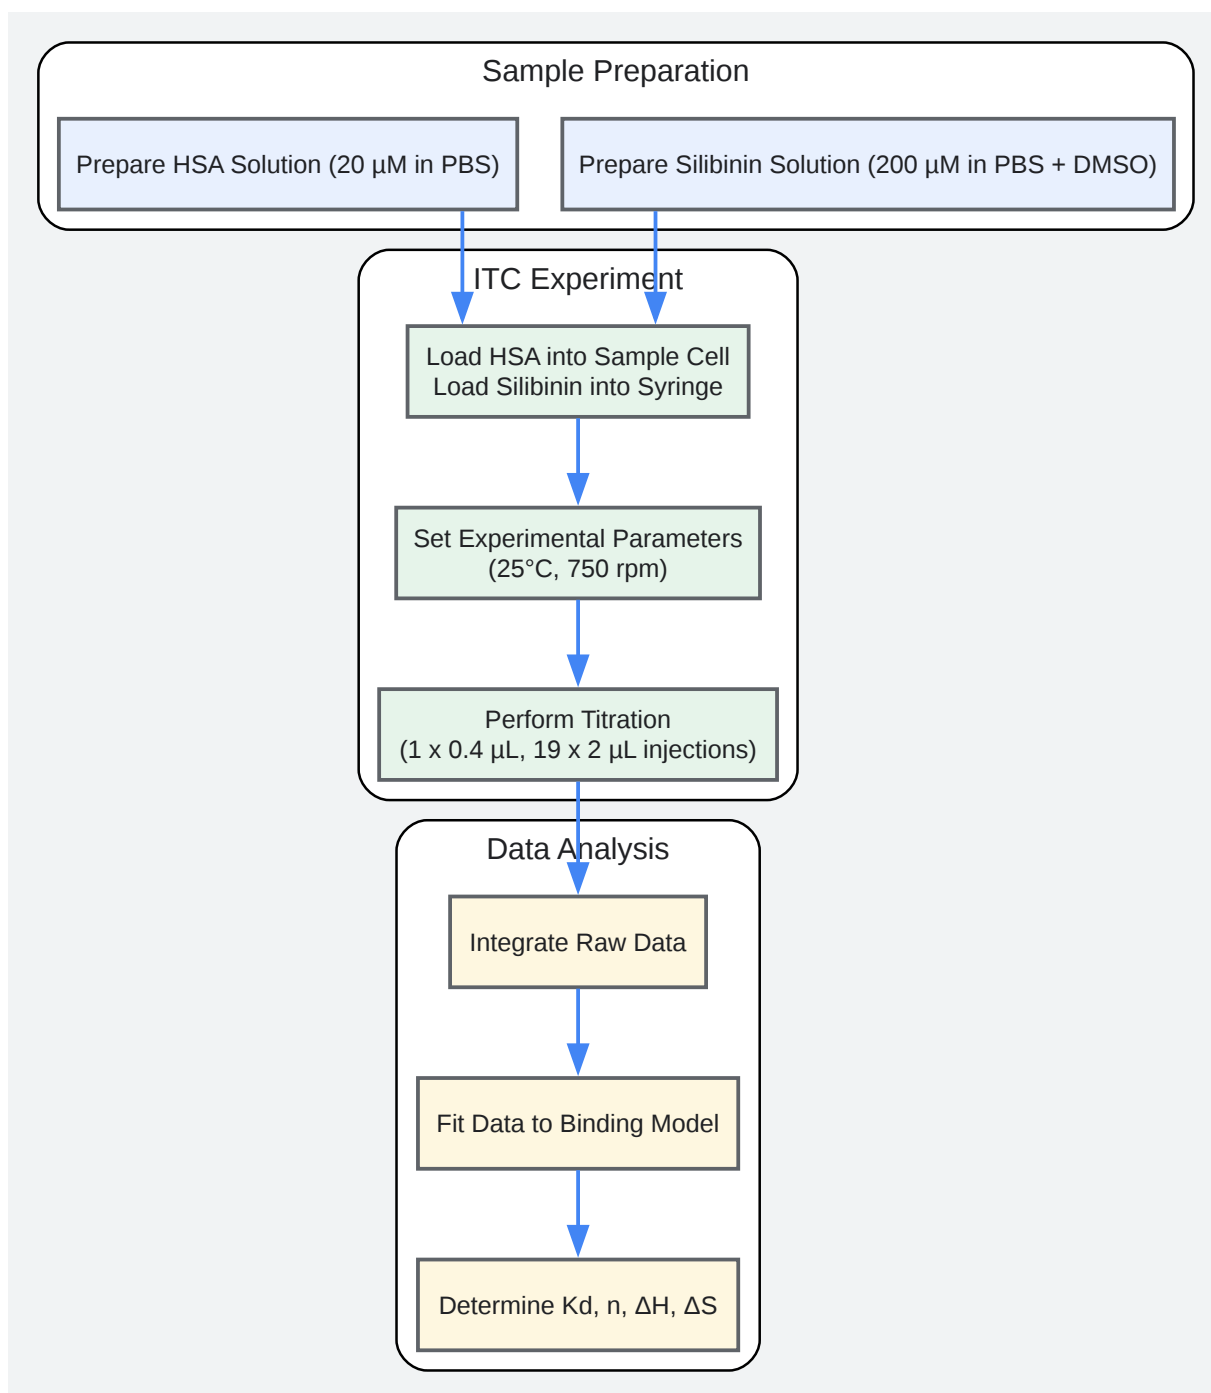 Sample Preparation
Prepare HSA Solution (20 µM in PBS)
Prepare Silibinin Solution (200 µM in PBS + DMSO)
ITC Experiment
Load HSA into Sample Cell
Load Silibinin into Syringe
Set Experimental Parameters
(25°C, 750 rpm)
Perform Titration
(1 x 0.4 µL, 19 x 2 µL injections)
Data Analysis
Integrate Raw Data
Fit Data to Binding Model
Determine Kd, n, ΔH, ΔS